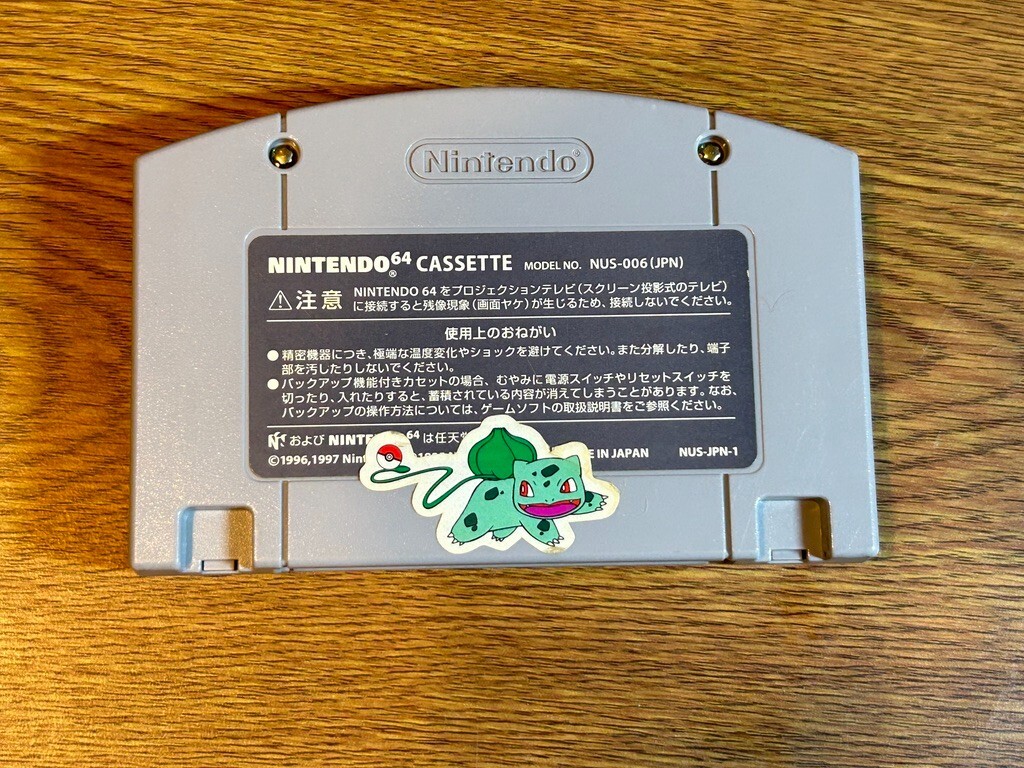 Nintendo®
NINTENDO64® CASSETTE MODEL NO. NUS-006(JPN)
⚠注意 NINTENDO 64をプロジェクションテレビ(スクリーン投影式のテレビ)
に接続すると残像現象(画面ヤケ)が生じるため、接続しないでください。
使用上のおねがい
●精密機器につき、極端な温度変化やショックを避けてください。また分解したり、端子
部を汚したりしないでください。
●バックアップ機能付きカセットの場合、むやみに電源スイッチやリセットスイッチを
切ったり、入れたりすると、蓄積されている内容が消えてしまうことがあります。なお、
バックアップの操作方法については、ゲームソフトの取扱説明書をご参照ください。
および NINTE 64は任天
©1996,1997 Nin E IN JAPAN NUS-JPN-1